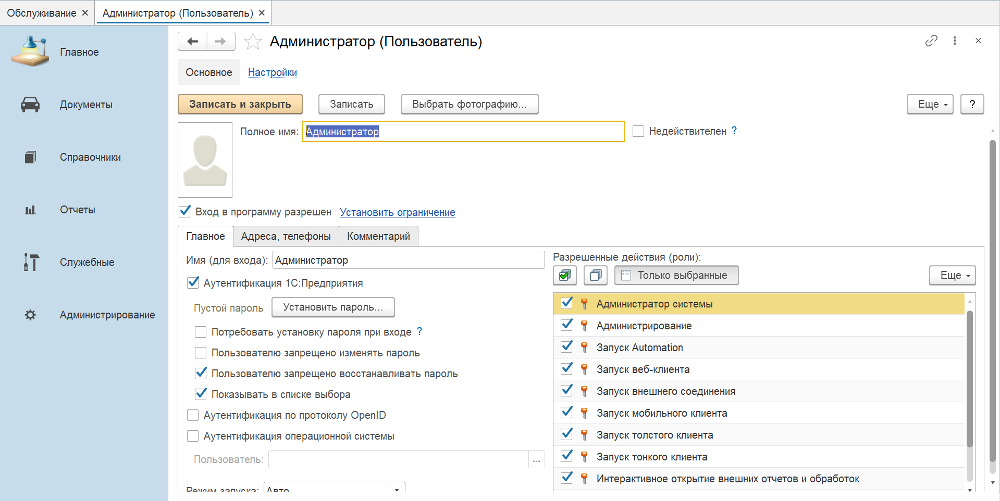 Обслуживание ×
Администратор (Пользователь) ×
Главное
Документы
Справочники
Отчеты
Служебные
Администрирование
Администратор (Пользователь)
Основное Настройки
Записать и закрыть Записать Выбрать фотографию... Еще ?
Полное имя: Администратор Недействителен ?
Вход в программу разрешен Установить ограничение
Главное Адреса, телефоны Комментарий
Имя (для входа): Администратор
Аутентификация 1С:Предприятия
Пустой пароль Установить пароль...
Потребовать установку пароля при входе ?
Пользователю запрещено изменять пароль
Пользователю запрещено восстанавливать пароль
Показывать в списке выбора
Аутентификация по протоколу OpenID
Аутентификация операционной системы
Пользователь: ...
Режим запуска: Авто
Разрешенные действия (роли):
Только выбранные Еще
Администратор системы
Администрирование
Запуск Automation
Запуск веб-клиента
Запуск внешнего соединения
Запуск мобильного клиента
Запуск толстого клиента
Запуск тонкого клиента
Интерактивное открытие внешних отчетов и обработок